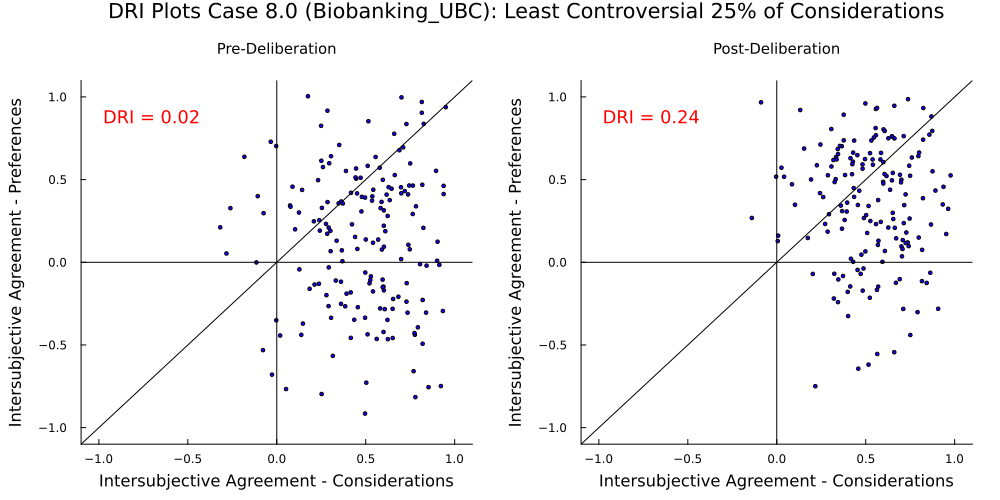 DRI Plots Case 8.0 (Biobanking_UBC): Least Controversial 25% of Considerations
Pre-Deliberation
DRI = 0.02
1.0
0.5
0.0
−0.5
−1.0
−1.0 −0.5 0.0 0.5 1.0
Intersubjective Agreement - Preferences
Intersubjective Agreement - Considerations
Post-Deliberation
DRI = 0.24
1.0
0.5
0.0
−0.5
−1.0
−1.0 −0.5 0.0 0.5 1.0
Intersubjective Agreement - Preferences
Intersubjective Agreement - Considerations